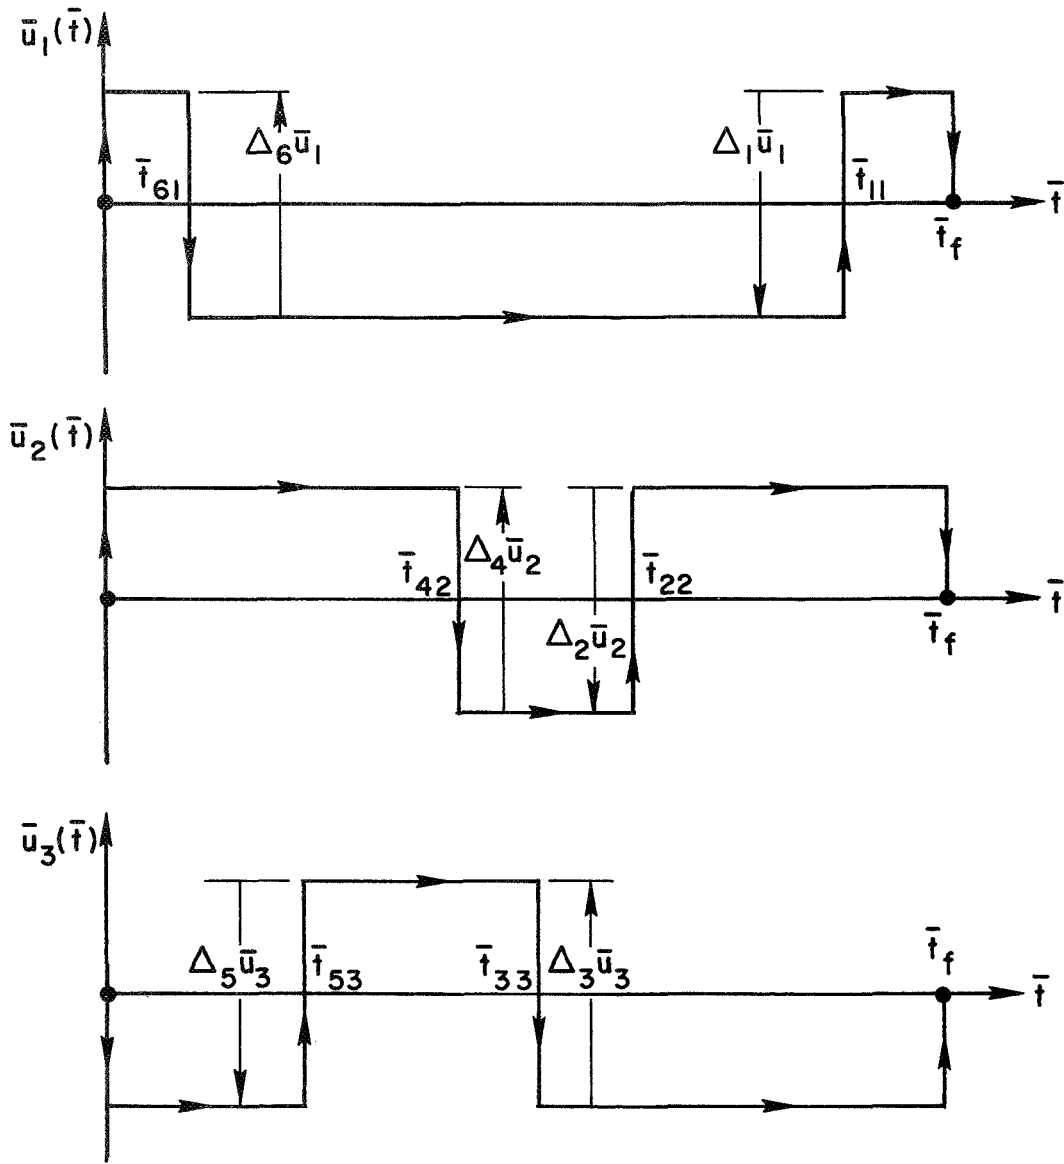 ū₁(t̄)
Δ₆ū₁
Δ₁ū₁
t̄₆₁
t̄₁₁
t̄
t̄f
ū₂(t̄)
t̄₄₂
Δ₄ū₂
t̄₂₂
t̄
Δ₂ū₂
t̄f
ū₃(t̄)
Δ₅ū₃
t̄₅₃
t̄₃₃
Δ₃ū₃
t̄f
t̄